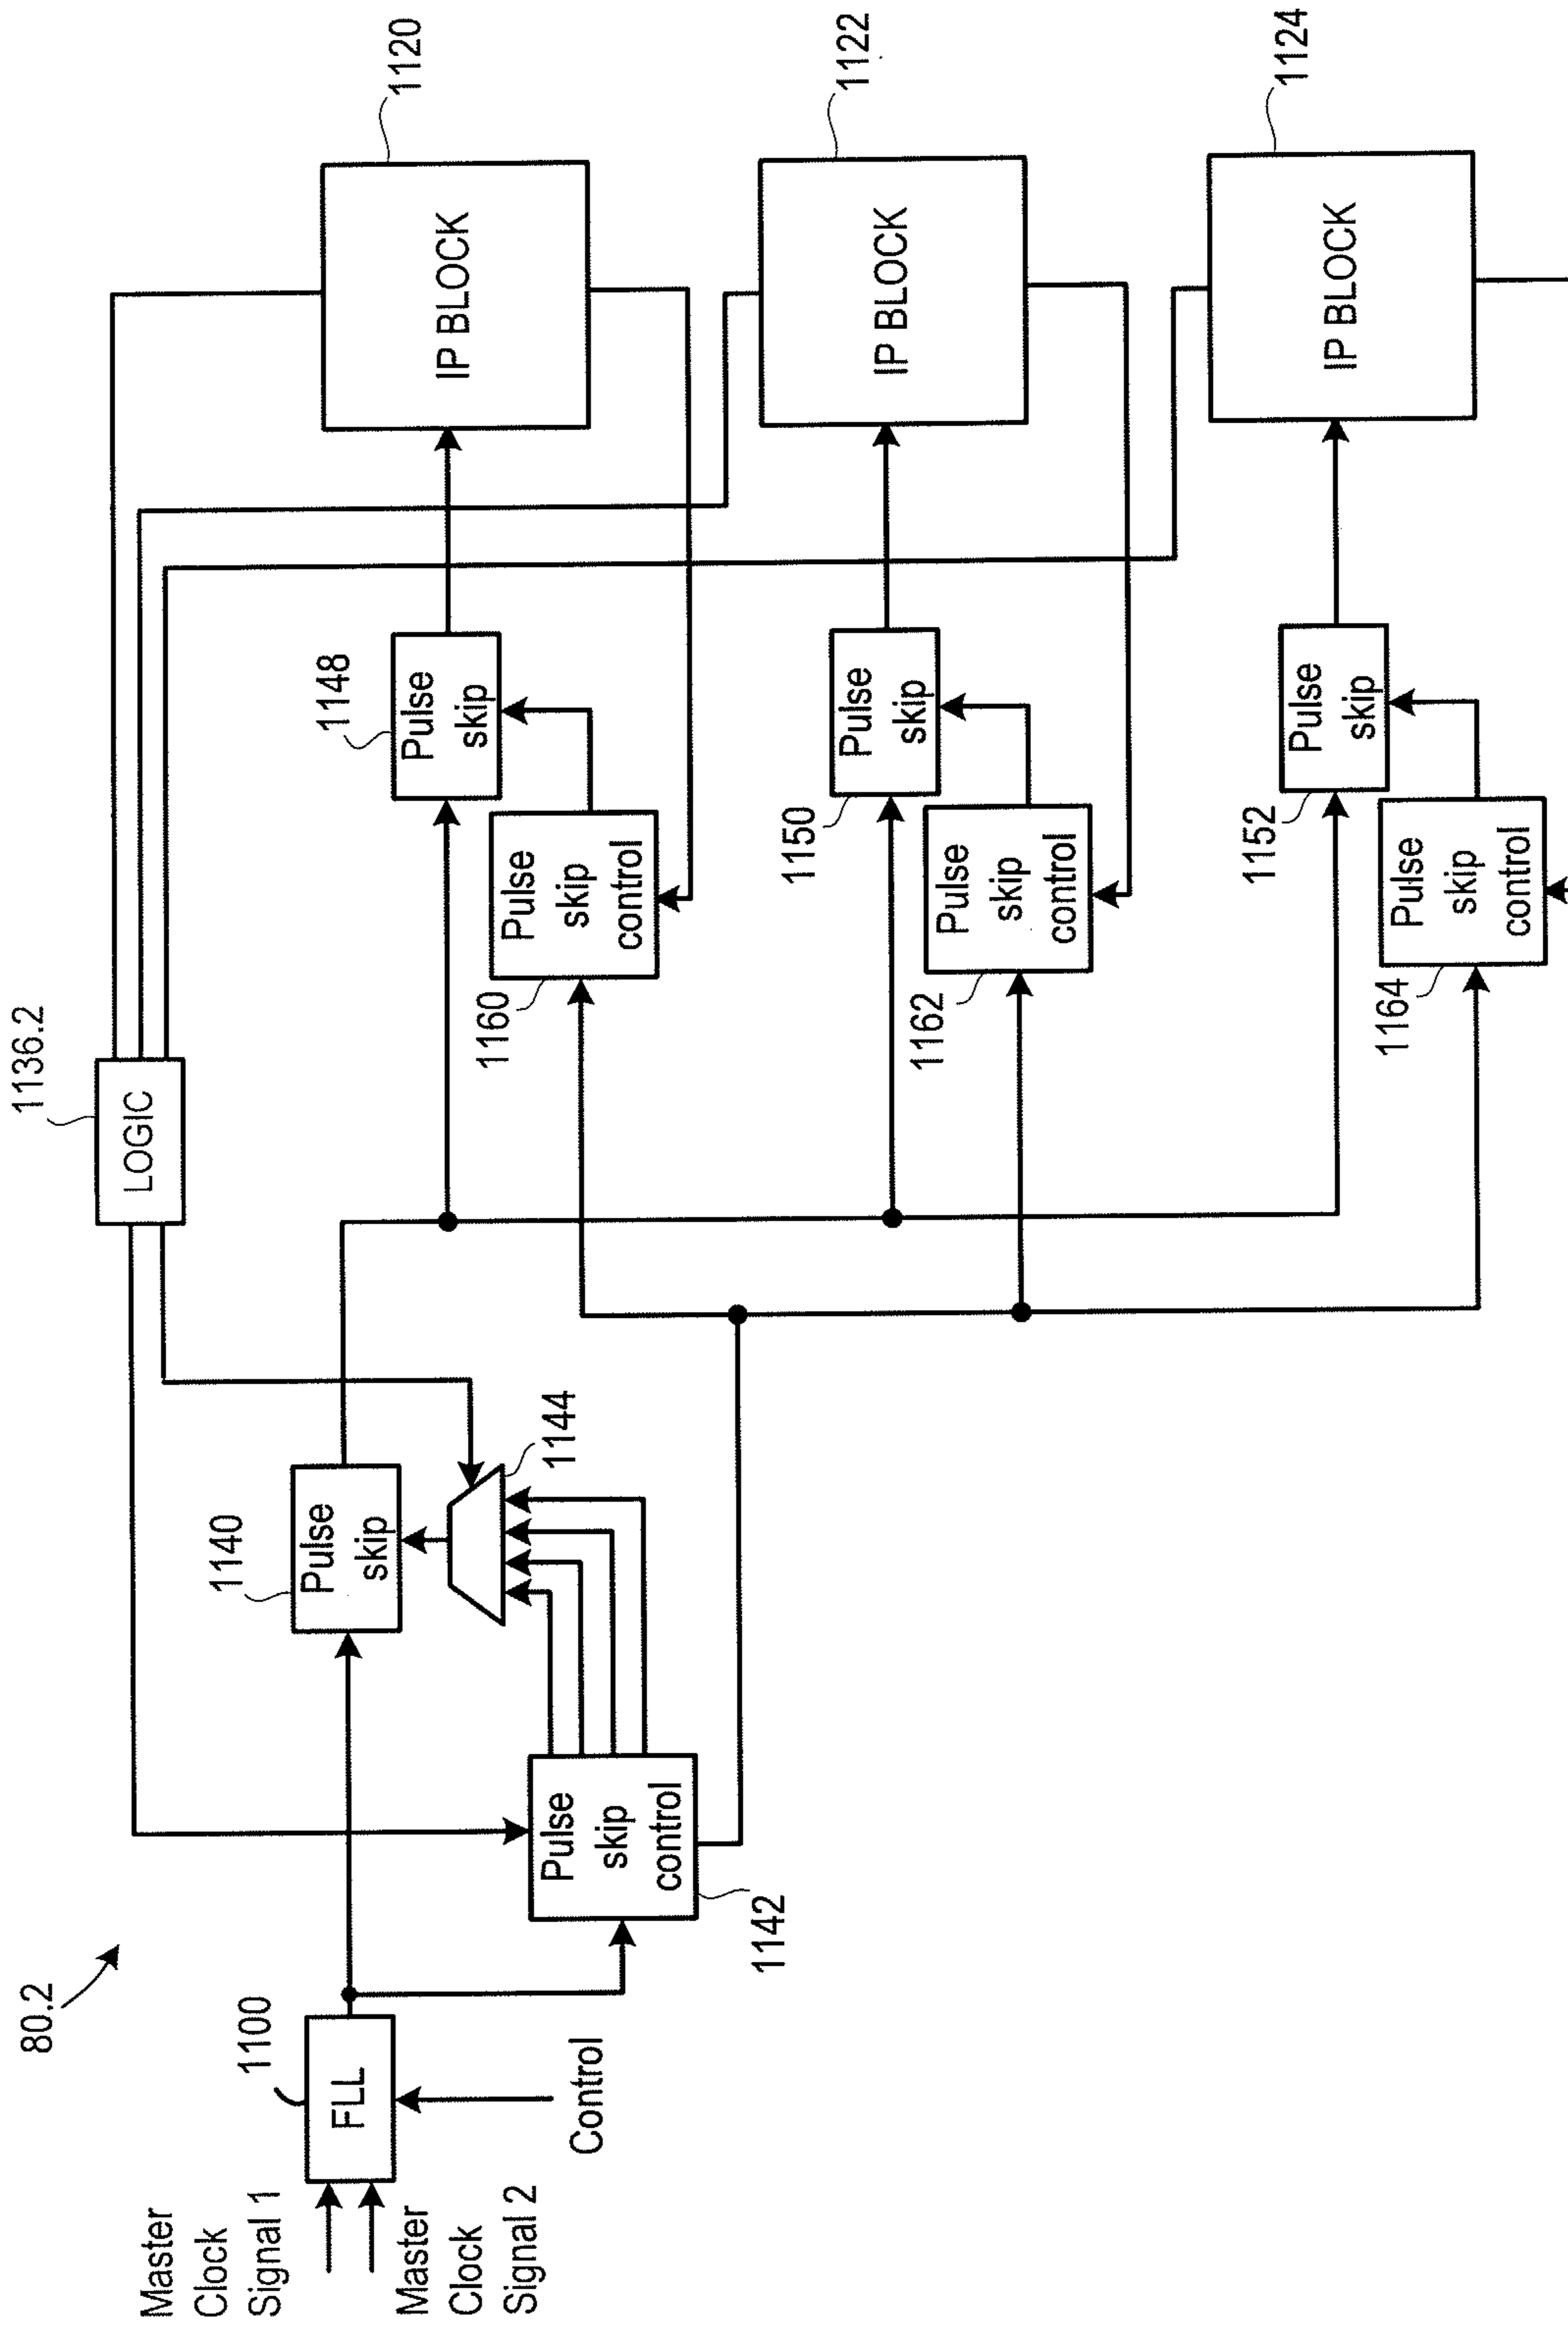 80.2
Master
Clock
Signal 1
Master
Clock
Signal 2
1100
FLL
Control
1140
Pulse
skip
1144
Pulse
skip
control
1142
1136.2
LOGIC
1148
Pulse
skip
1160
Pulse
skip
control
IP BLOCK
1120
1150
Pulse
skip
1162
Pulse
skip
control
IP BLOCK
1122
1152
Pulse
skip
1164
Pulse
skip
control
IP BLOCK
1124